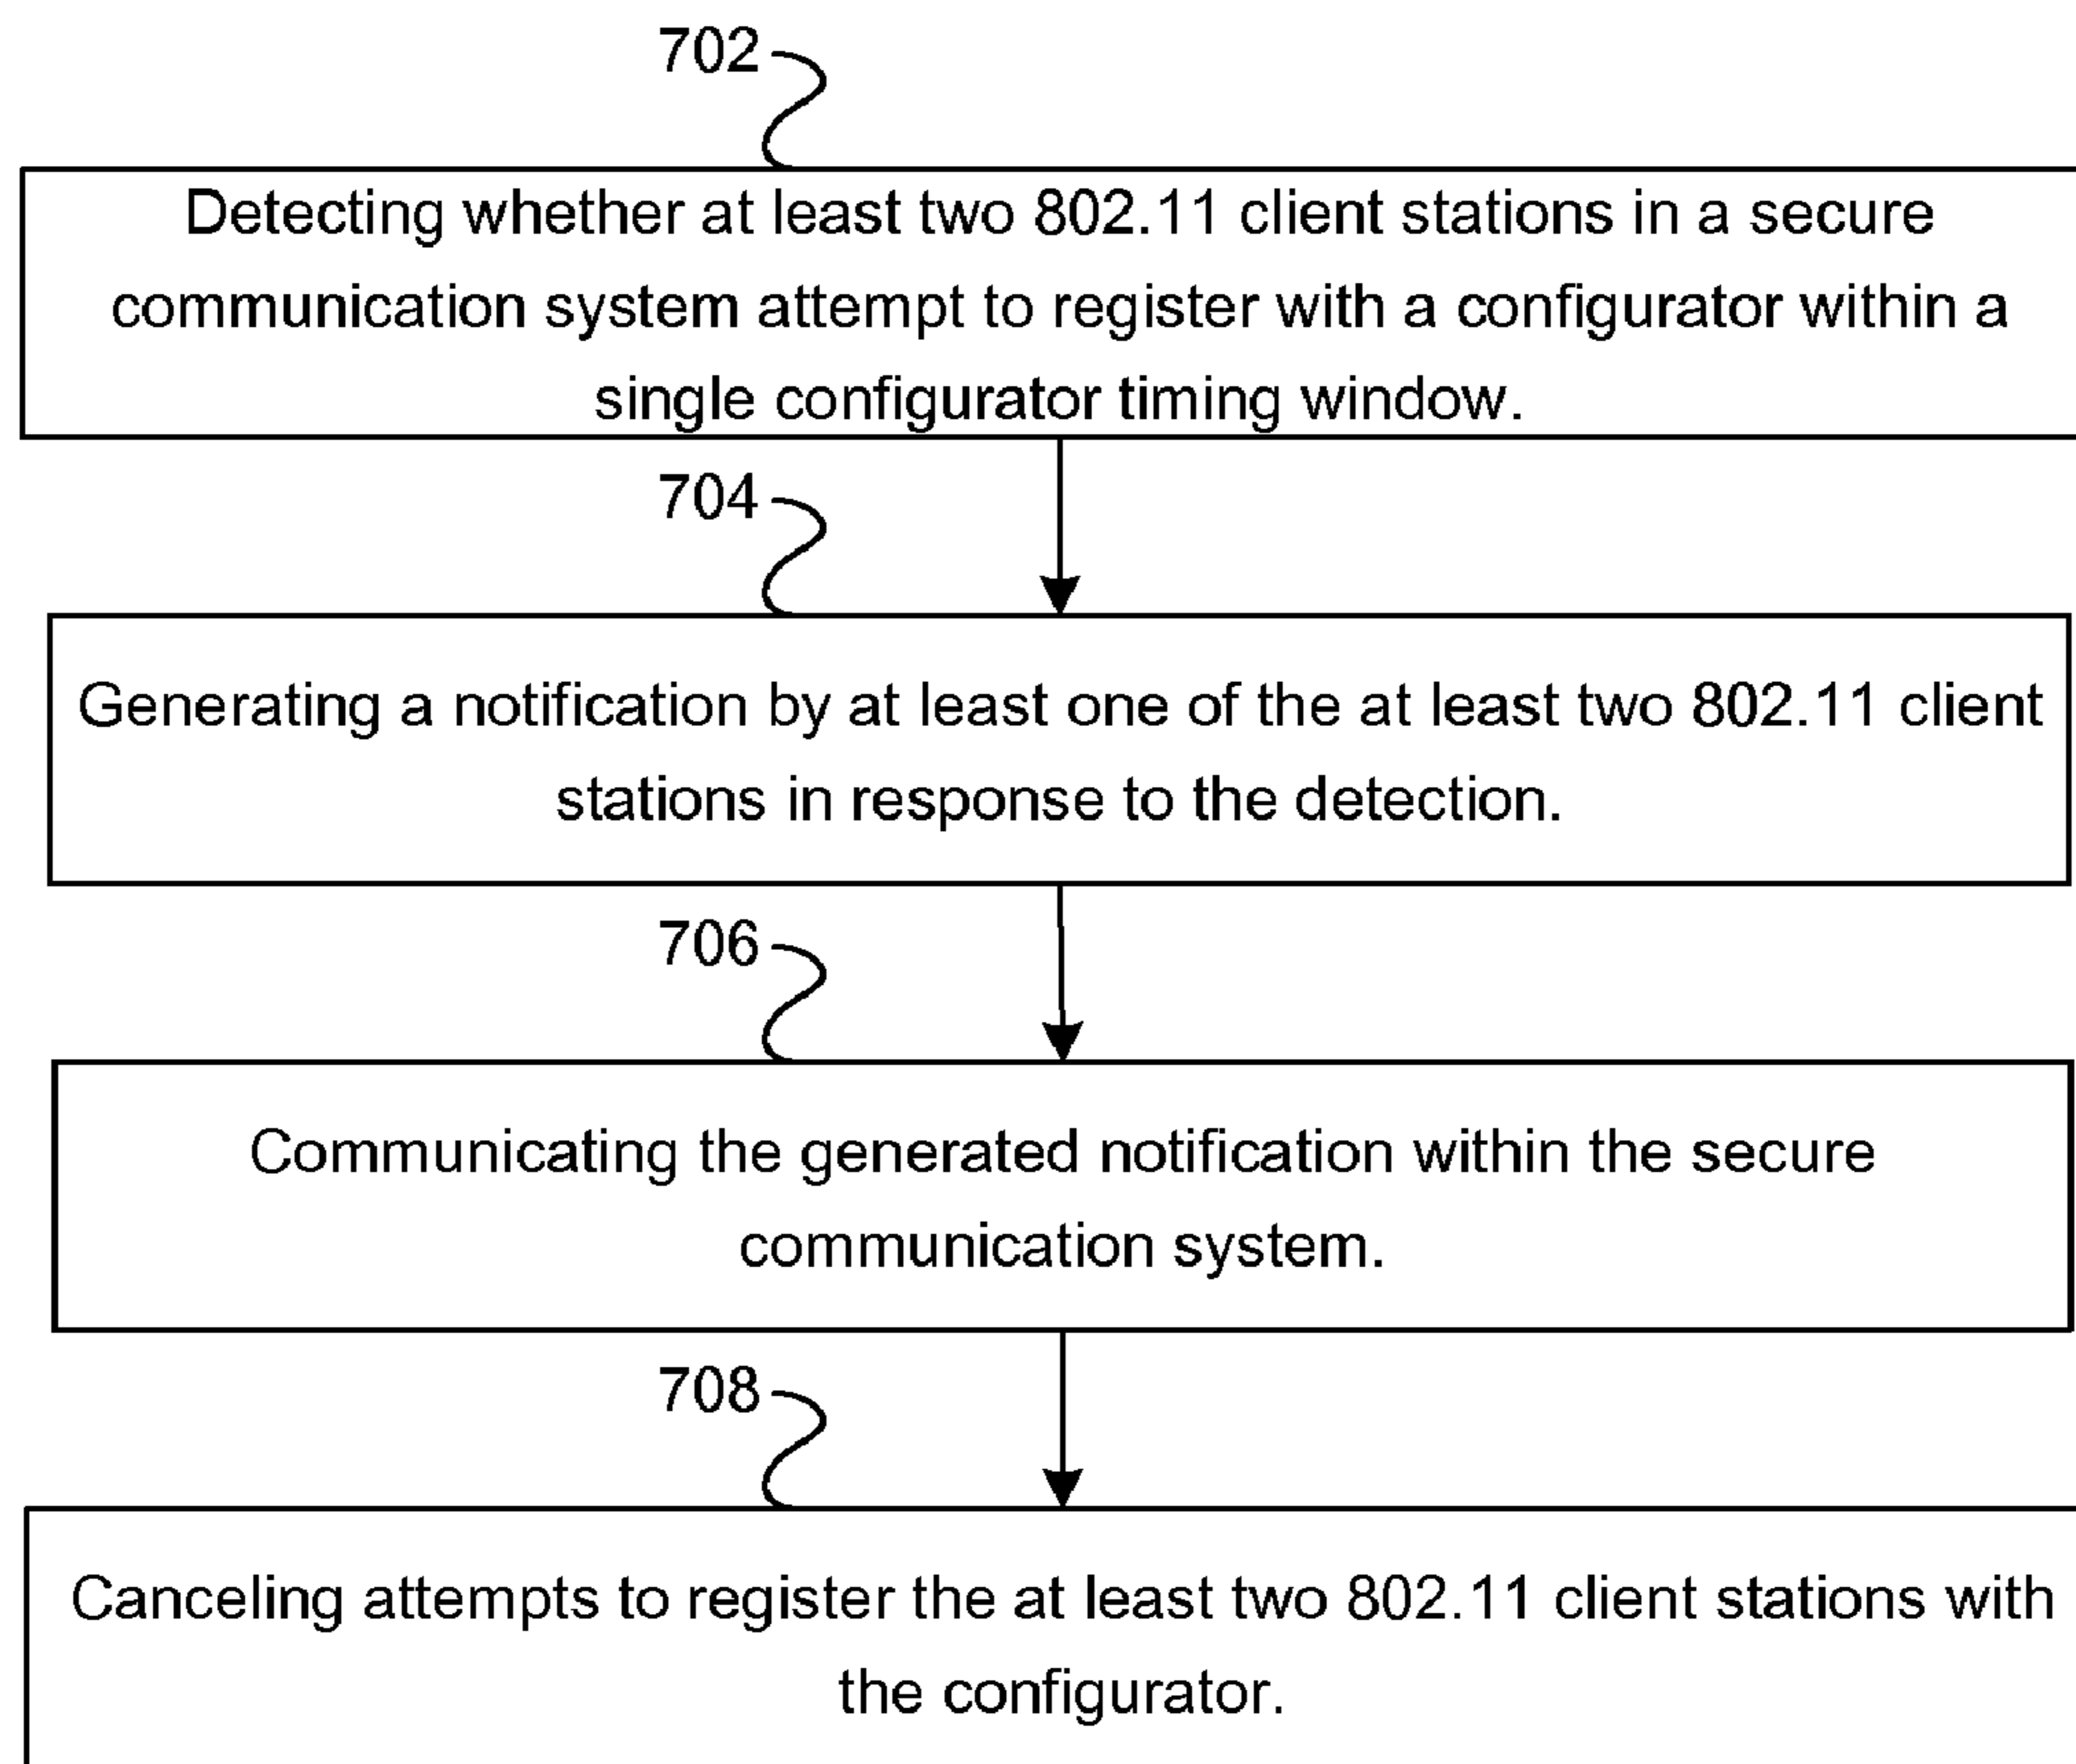 702
Detecting whether at least two 802.11 client stations in a secure
communication system attempt to register with a configurator within a
single configurator timing window.
704
Generating a notification by at least one of the at least two 802.11 client
stations in response to the detection.
706
Communicating the generated notification within the secure
communication system.
708
Canceling attempts to register the at least two 802.11 client stations with
the configurator.